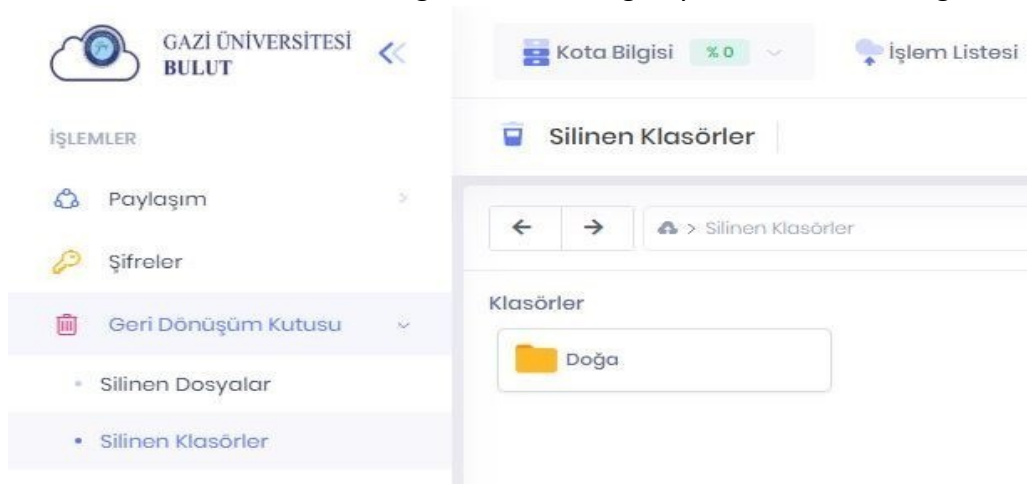 GAZİ ÜNİVERSİTESİ
BULUT
Kota Bilgisi %0
İşlem Listesi
İŞLEMLER
Silinen Klasörler
Paylaşım
> Silinen Klasörler
Şifreler
Klasörler
Geri Dönüşüm Kutusu
Doğa
Silinen Dosyalar
Silinen Klasörler